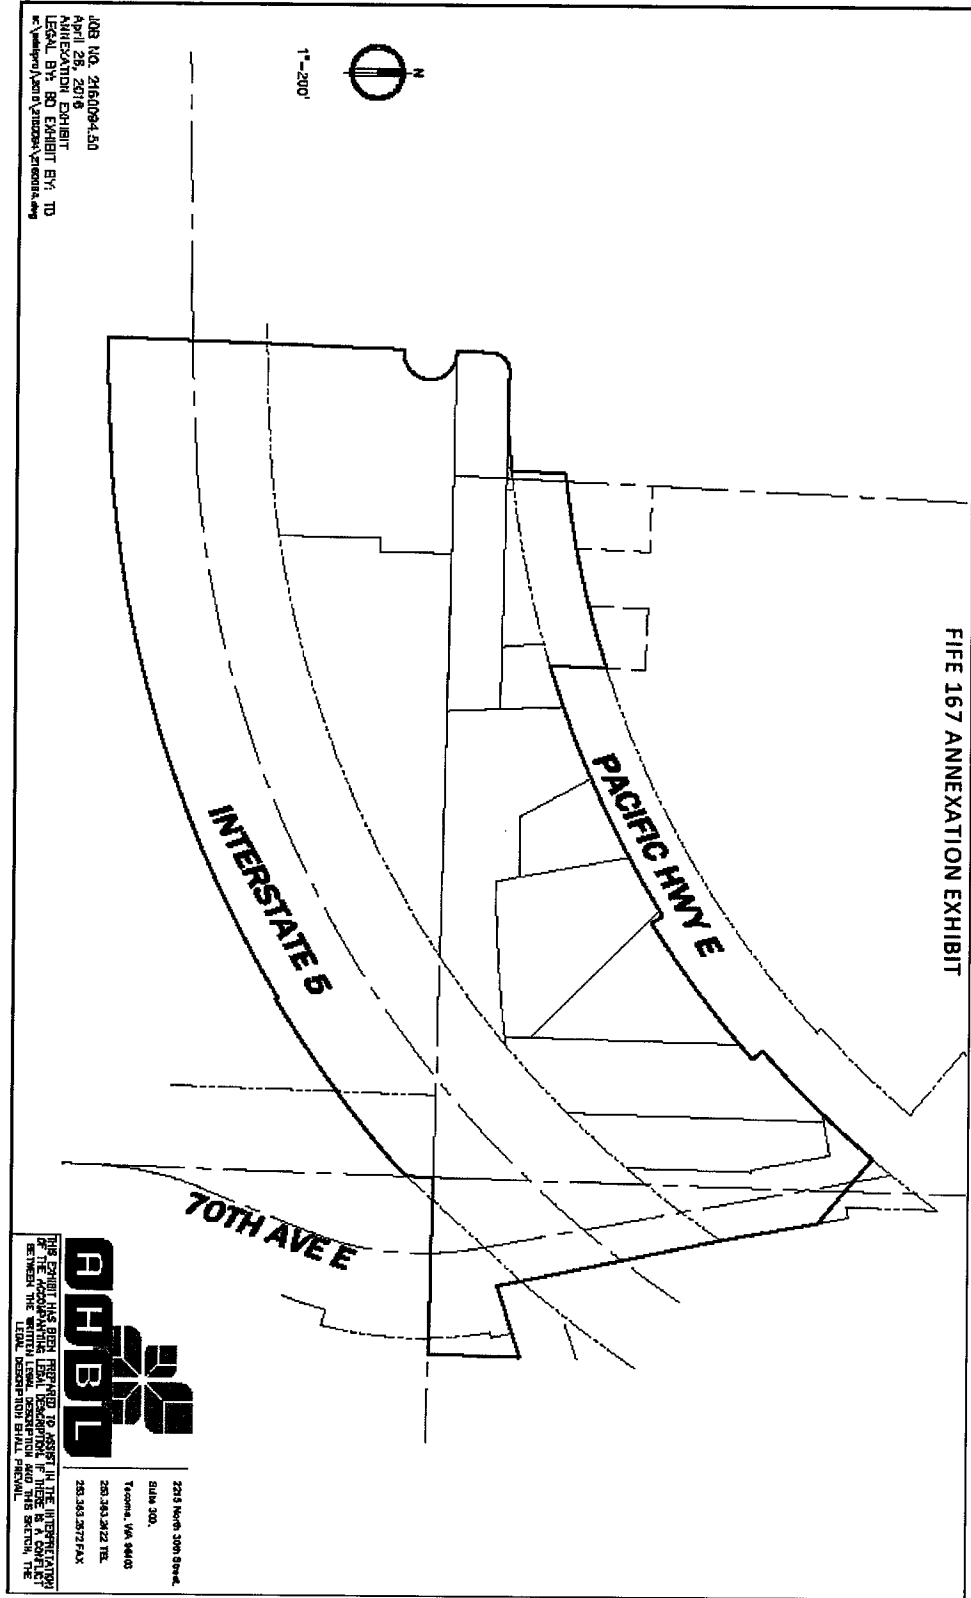 FIFE 167 ANNEXATION EXHIBIT
N
1"=200'
PACIFIC HWY E
INTERSTATE 5
70TH AVE E
JOB NO. 2160094.50
April 28, 2016
ANNEXATION EXHIBIT
LEGAL BY: BD EXHIBIT BY: TD
AHBL
2215 North 30th Street,
Suite 300,
Tacoma, WA 98403
253.383.2422 TEL
253.383.2572 FAX
THIS EXHIBIT HAS BEEN PREPARED TO ASSIST IN THE INTERPRETATION
OF THE ACCOMPANYING LEGAL DESCRIPTION. IF THERE IS A CONFLICT
BETWEEN THE WRITTEN LEGAL DESCRIPTION AND THIS SKETCH, THE
LEGAL DESCRIPTION SHALL PREVAIL.